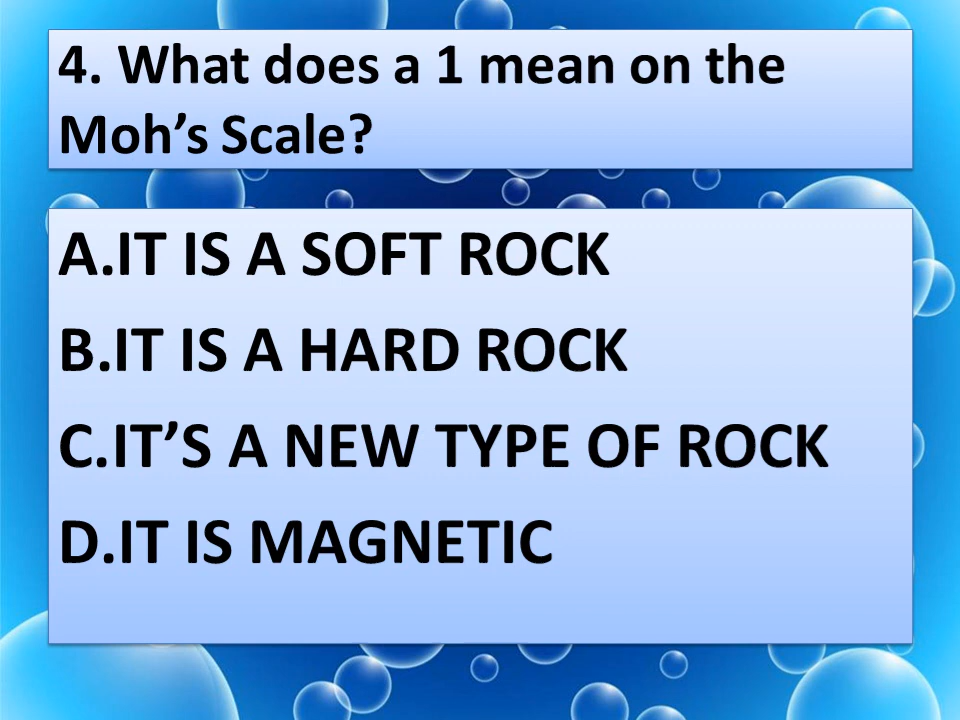 4. What does a 1 mean on the
Moh’s Scale?
A.IT IS A SOFT ROCK
B.IT IS A HARD ROCK
C.IT’S A NEW TYPE OF ROCK
D.IT IS MAGNETIC